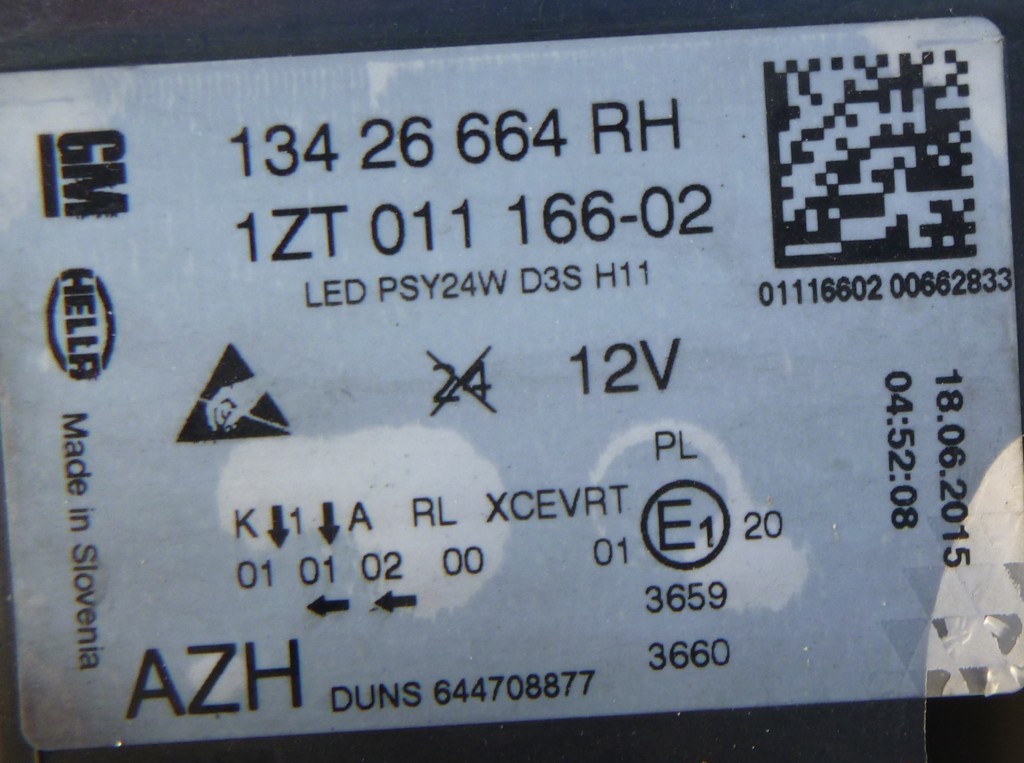 GM
HELLA
Made in Slovenia
134 26 664 RH
1ZT 011 166-02
LED PSY24W D3S H11
01116602 00662833
24
12V
18.06.2015
04:52:08
PL
K 1 A RL XCEVRT
01 01 02 00
01 E1 20
3659
3660
AZH
DUNS 644708877